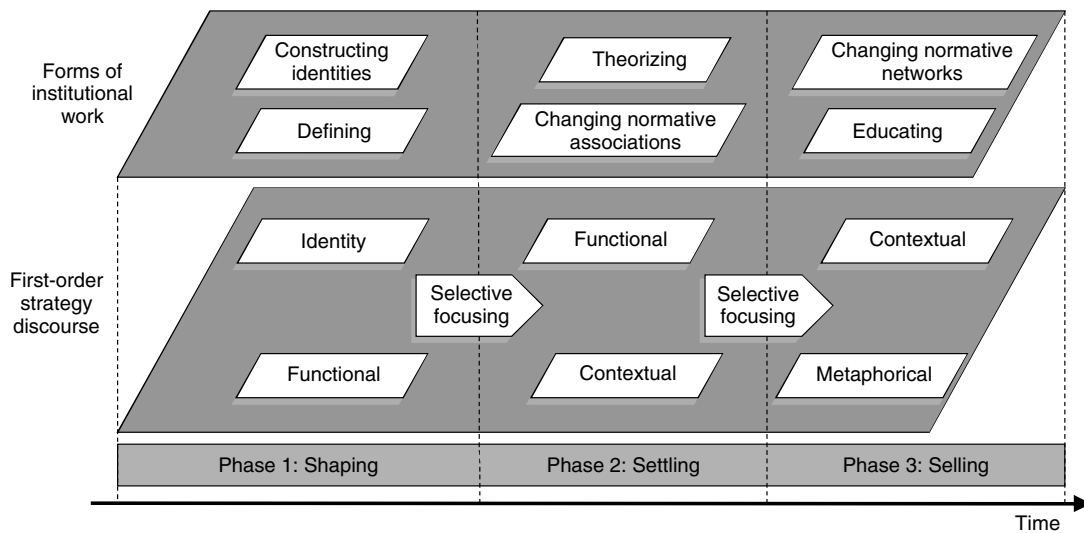 Forms of
institutional
work
Constructing
identities
Theorizing
Changing normative
networks
Defining
Changing normative
associations
Educating
First-order
strategy
discourse
Identity
Functional
Contextual
Selective
focusing
Selective
focusing
Functional
Contextual
Metaphorical
Phase 1: Shaping
Phase 2: Settling
Phase 3: Selling
Time